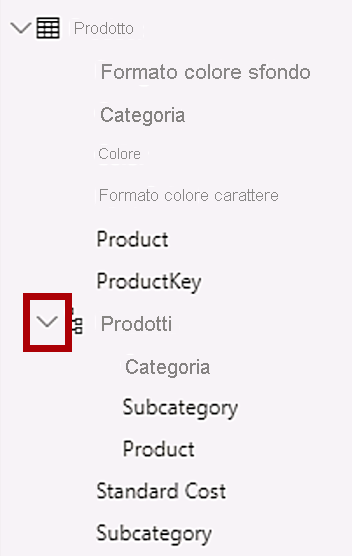 Prodotto
Formato colore sfondo
Categoria
Colore
Formato colore carattere
Product
ProductKey
Prodotti
Categoria
Subcategory
Product
Standard Cost
Subcategory